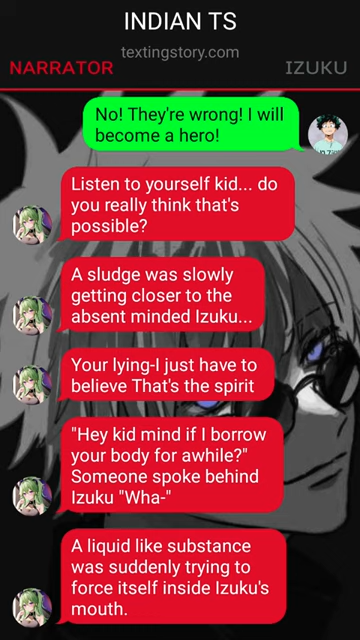 INDIAN TS
textingstory.com
NARRATOR IZUKU
No! They're wrong! I will
become a hero!
Listen to yourself kid... do
you really think that's
possible?
A sludge was slowly
getting closer to the
absent minded Izuku...
Your lying-I just have to
believe That's the spirit
"Hey kid mind if I borrow
your body for awhile?"
Someone spoke behind
Izuku "Wha-"
A liquid like substance
was suddenly trying to
force itself inside Izuku's
mouth.